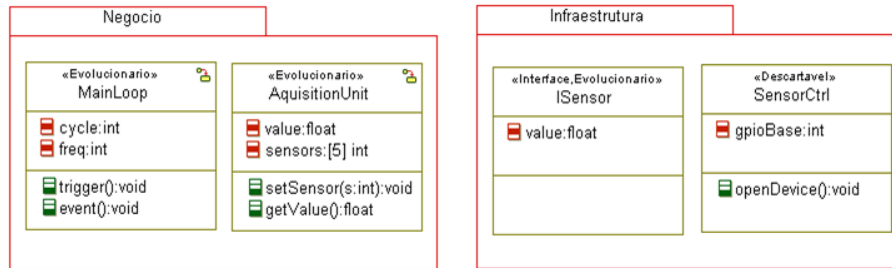 Negocio
«Evolucionario»
MainLoop
cycle:int
freq:int
trigger():void
event():void
«Evolucionario»
AquisitionUnit
value:float
sensors:[5] int
setSensor(s:int):void
getValue():float
Infraestrutura
«Interface,Evolucionario»
ISensor
value:float
«Descartavel»
SensorCtrl
gpioBase:int
openDevice():void